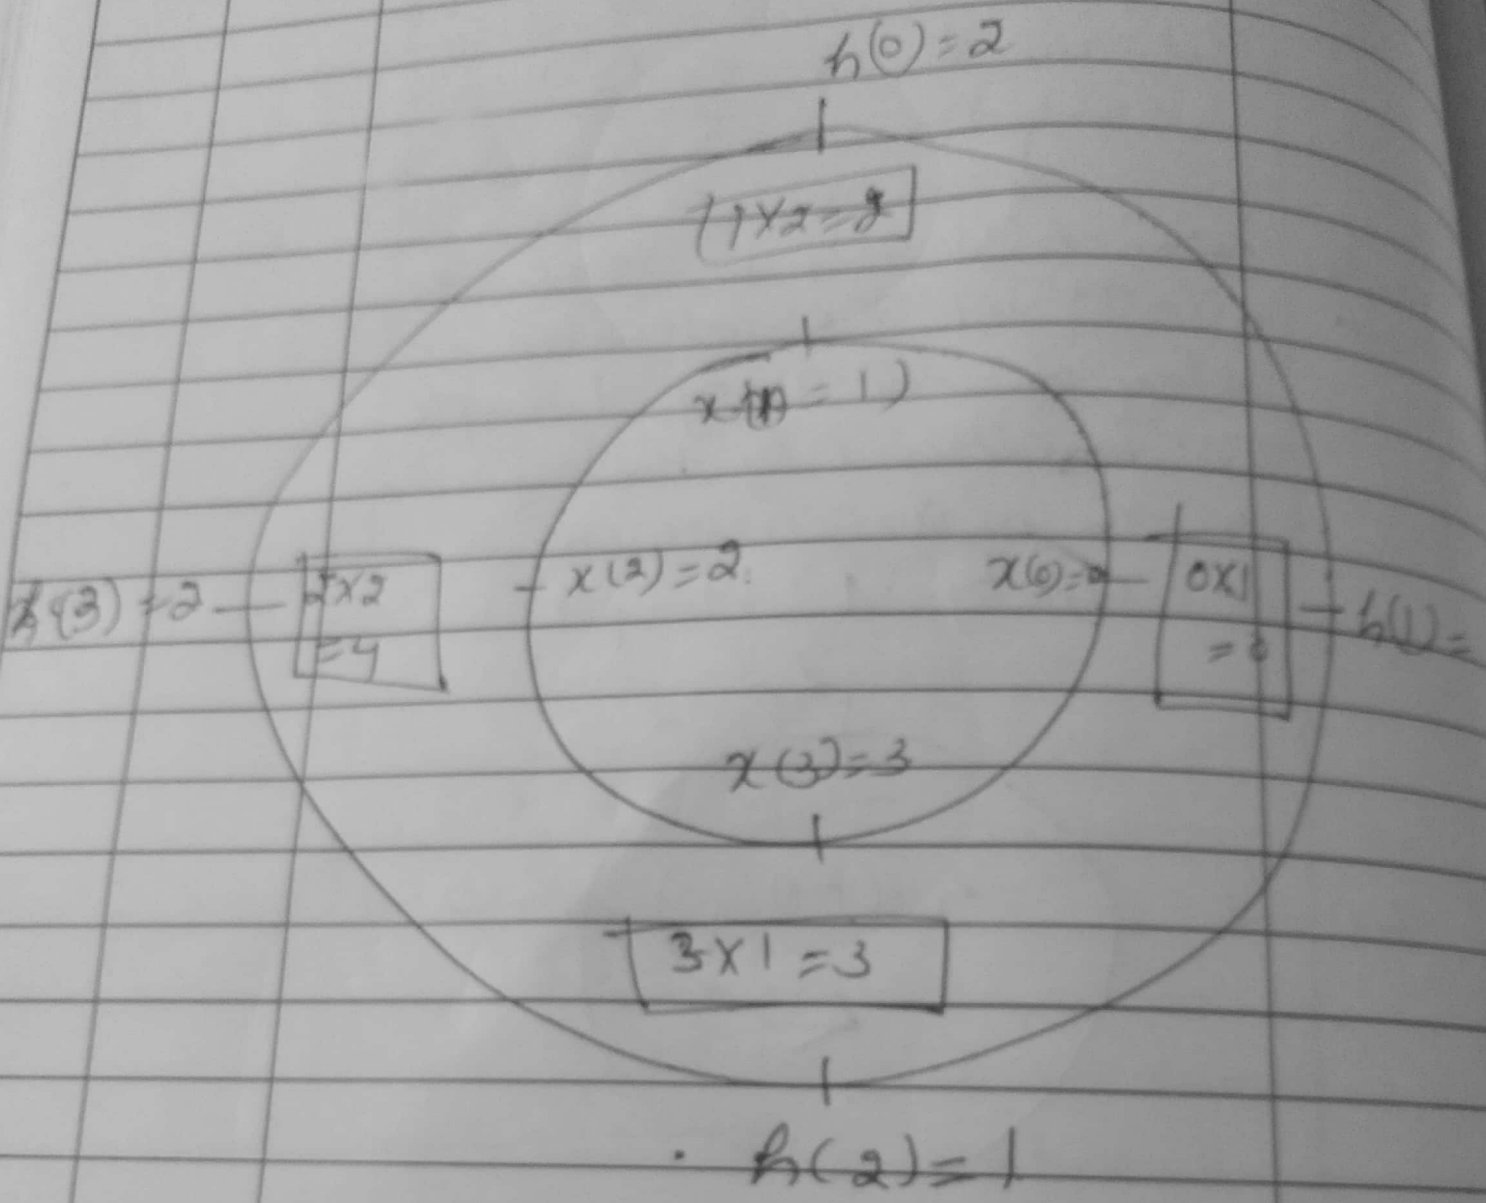 h(0) = 2
1×2=2
= 1)
h(3) = 2
2×2
=4
x(2) = 2
x(0)=
0×1
= 0
h(1) =
x(3)=3
3×1 = 3
h(2) = 1